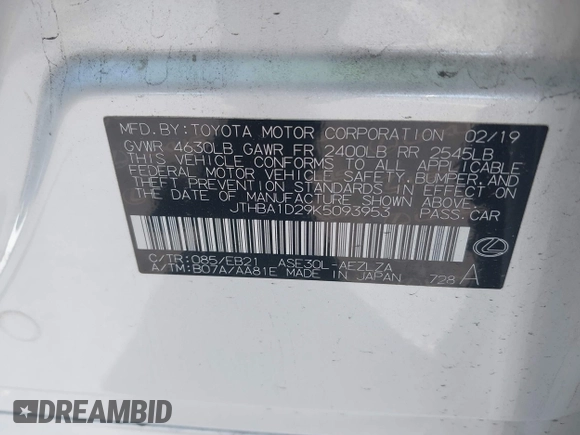 MFD. BY: TOYOTA MOTOR CORPORATION 02/19
GVWR 4630LB GAWR FR 2400LB RR 2545LB
THIS VEHICLE CONFORMS TO ALL APPLICABLE
FEDERAL MOTOR VEHICLE SAFETY, BUMPER AND
THEFT PREVENTION STANDARDS IN EFFECT ON
THE DATE OF MANUFACTURE SHOWN ABOVE.
JTHBA1D29K5093953 PASS. CAR
C/TR: 085/EB21 ASE30L-AEZLZA
A/TM: B07A/AA81E MADE IN JAPAN 728 A
DREAMBID